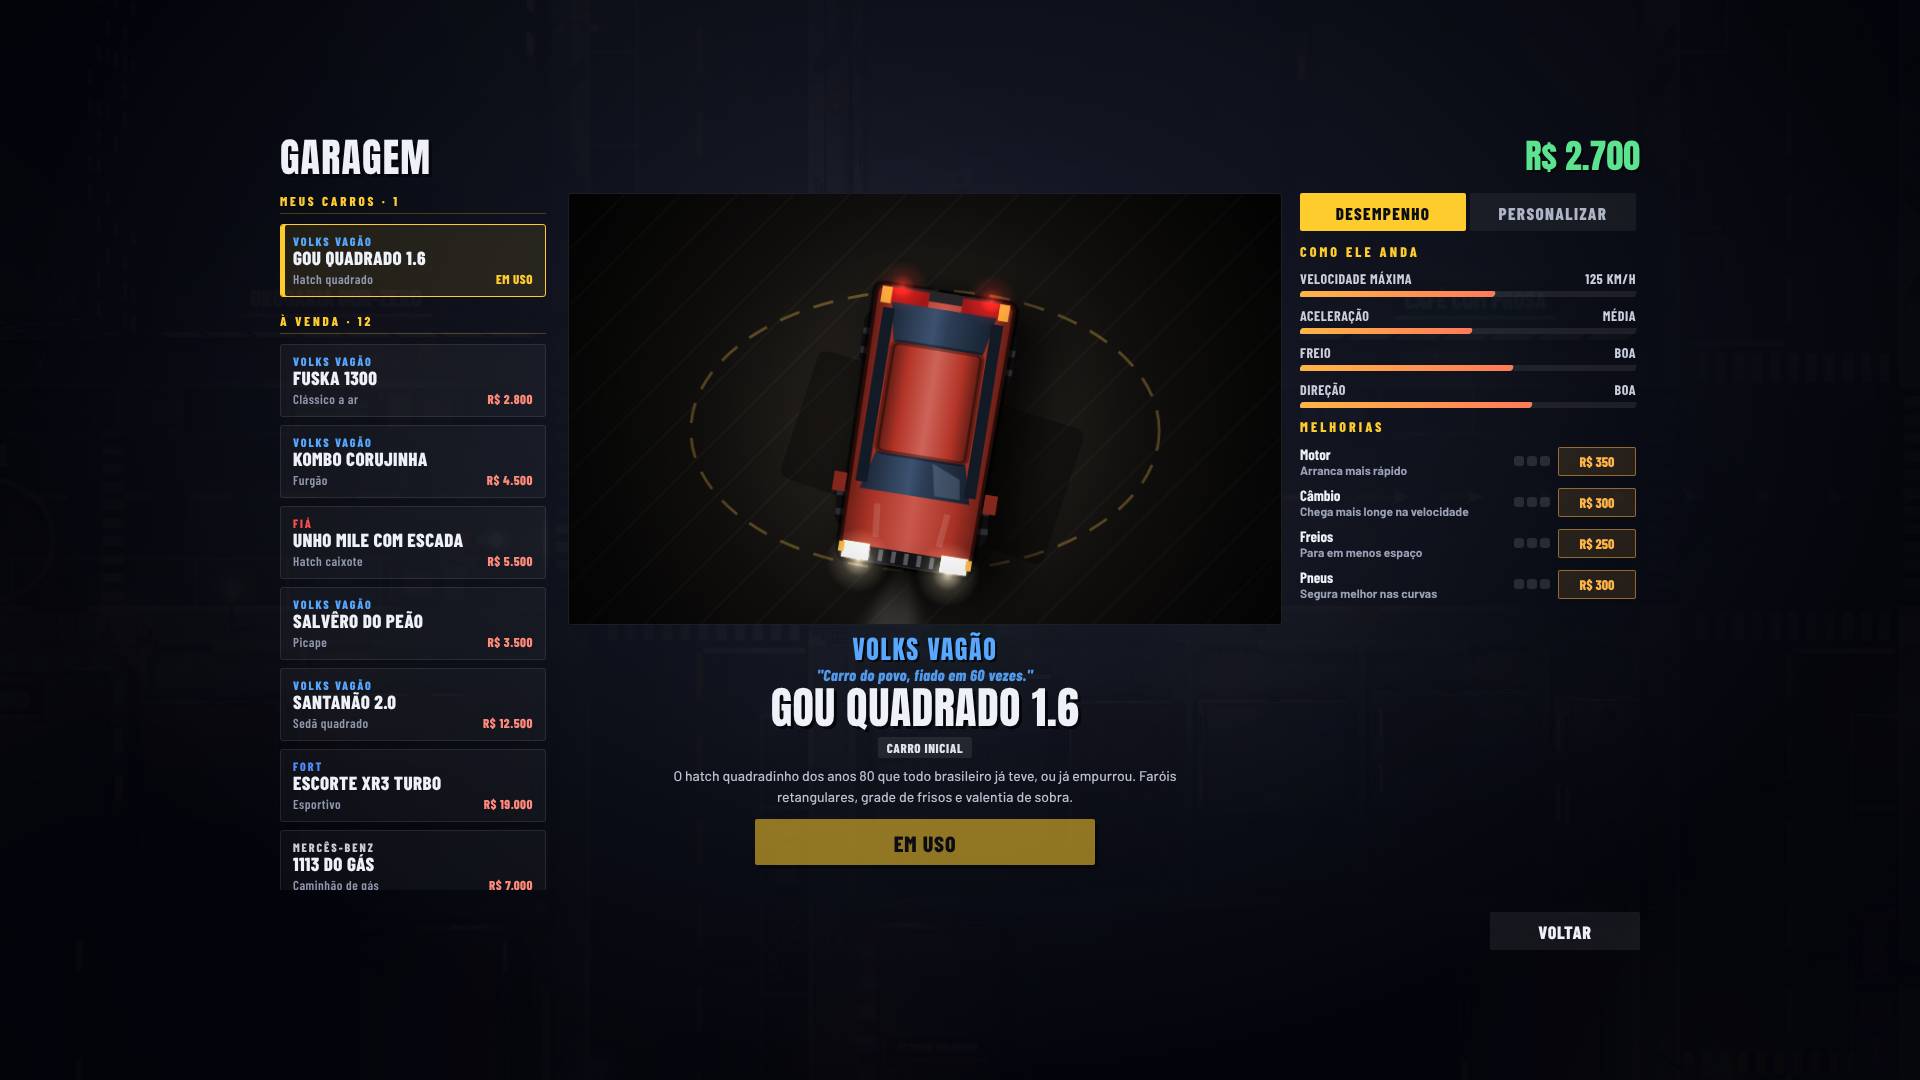 GARAGEM
R$ 2.700
MEUS CARROS · 1
VOLKS VAGÃO
GOU QUADRADO 1.6
Hatch quadrado
EM USO
À VENDA · 12
VOLKS VAGÃO
FUSKA 1300
Clássico a ar
R$ 2.800
VOLKS VAGÃO
KOMBO CORUJINHA
Furgão
R$ 4.500
FIÁ
UNHO MILE COM ESCADA
Hatch caixote
R$ 5.500
VOLKS VAGÃO
SALVÊRO DO PEÃO
Picape
R$ 3.500
VOLKS VAGÃO
SANTANÃO 2.0
Sedã quadrado
R$ 12.500
FORT
ESCORTE XR3 TURBO
Esportivo
R$ 19.000
MERCÊS-BENZ
1113 DO GÁS
Caminhão de gás
R$ 7.000
VOLKS VAGÃO
"Carro do povo, fiado em 60 vezes."
GOU QUADRADO 1.6
CARRO INICIAL
O hatch quadradinho dos anos 80 que todo brasileiro já teve, ou já empurrou. Faróis
retangulares, grade de frisos e valentia de sobra.
EM USO
DESEMPENHO
PERSONALIZAR
COMO ELE ANDA
VELOCIDADE MÁXIMA
125 KM/H
ACELERAÇÃO
MÉDIA
FREIO
BOA
DIREÇÃO
BOA
MELHORIAS
Motor
Arranca mais rápido
R$ 350
Câmbio
Chega mais longe na velocidade
R$ 300
Freios
Para em menos espaço
R$ 250
Pneus
Segura melhor nas curvas
R$ 300
VOLTAR